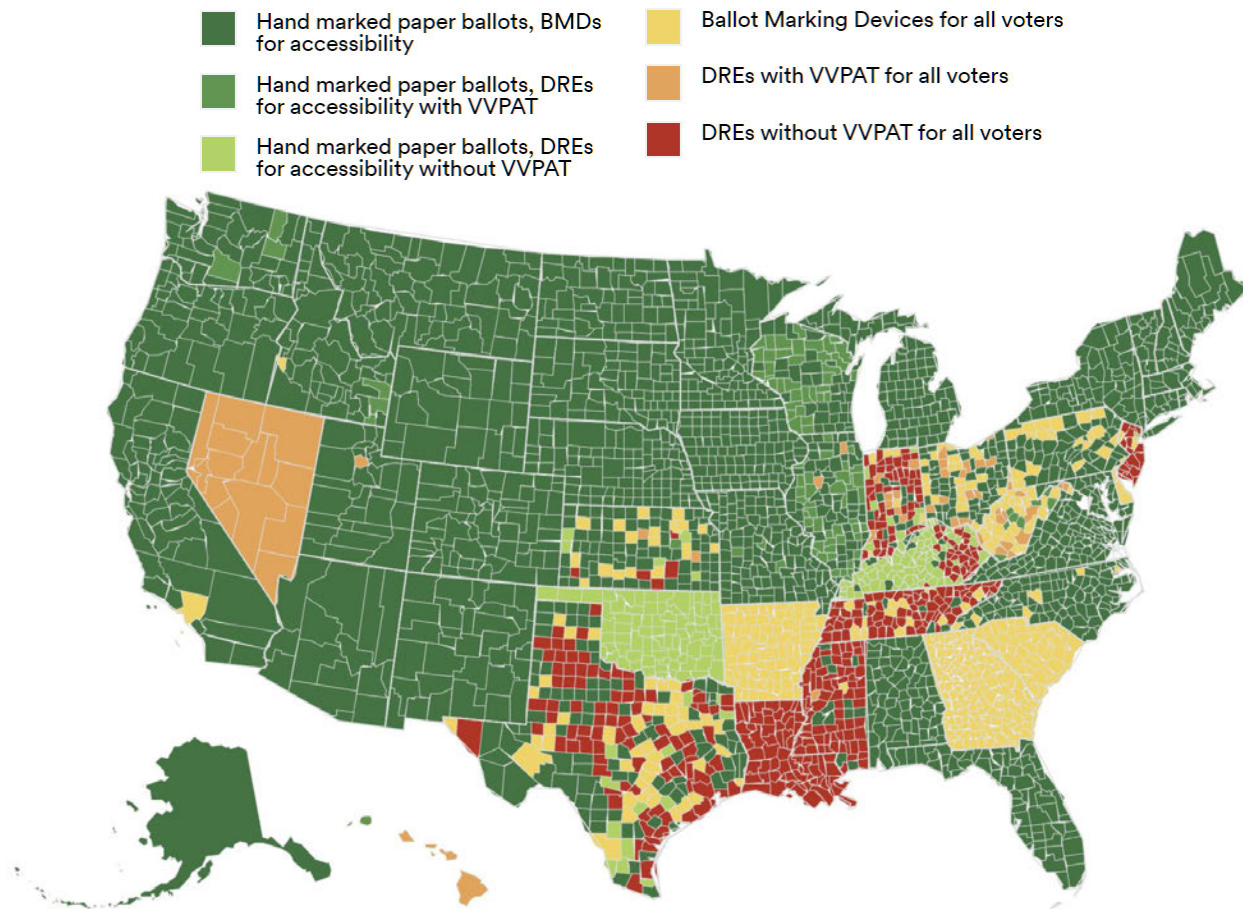 Hand marked paper ballots, BMDs
for accessibility
Hand marked paper ballots, DREs
for accessibility with VVPAT
Hand marked paper ballots, DREs
for accessibility without VVPAT
Ballot Marking Devices for all voters
DREs with VVPAT for all voters
DREs without VVPAT for all voters